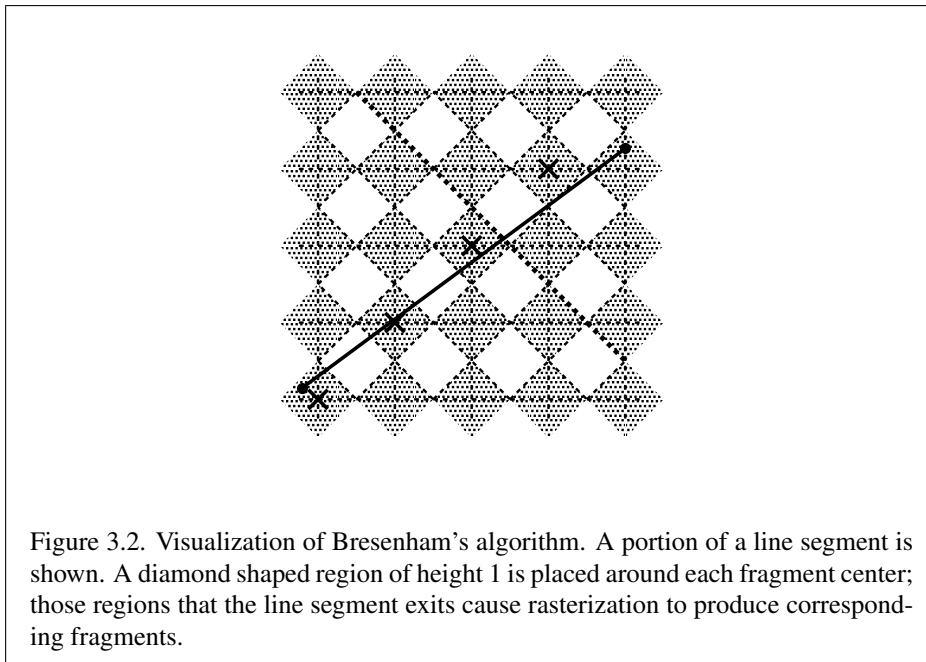 Figure 3.2. Visualization of Bresenham's algorithm. A portion of a line segment is
shown. A diamond shaped region of height 1 is placed around each fragment center;
those regions that the line segment exits cause rasterization to produce correspond-
ing fragments.